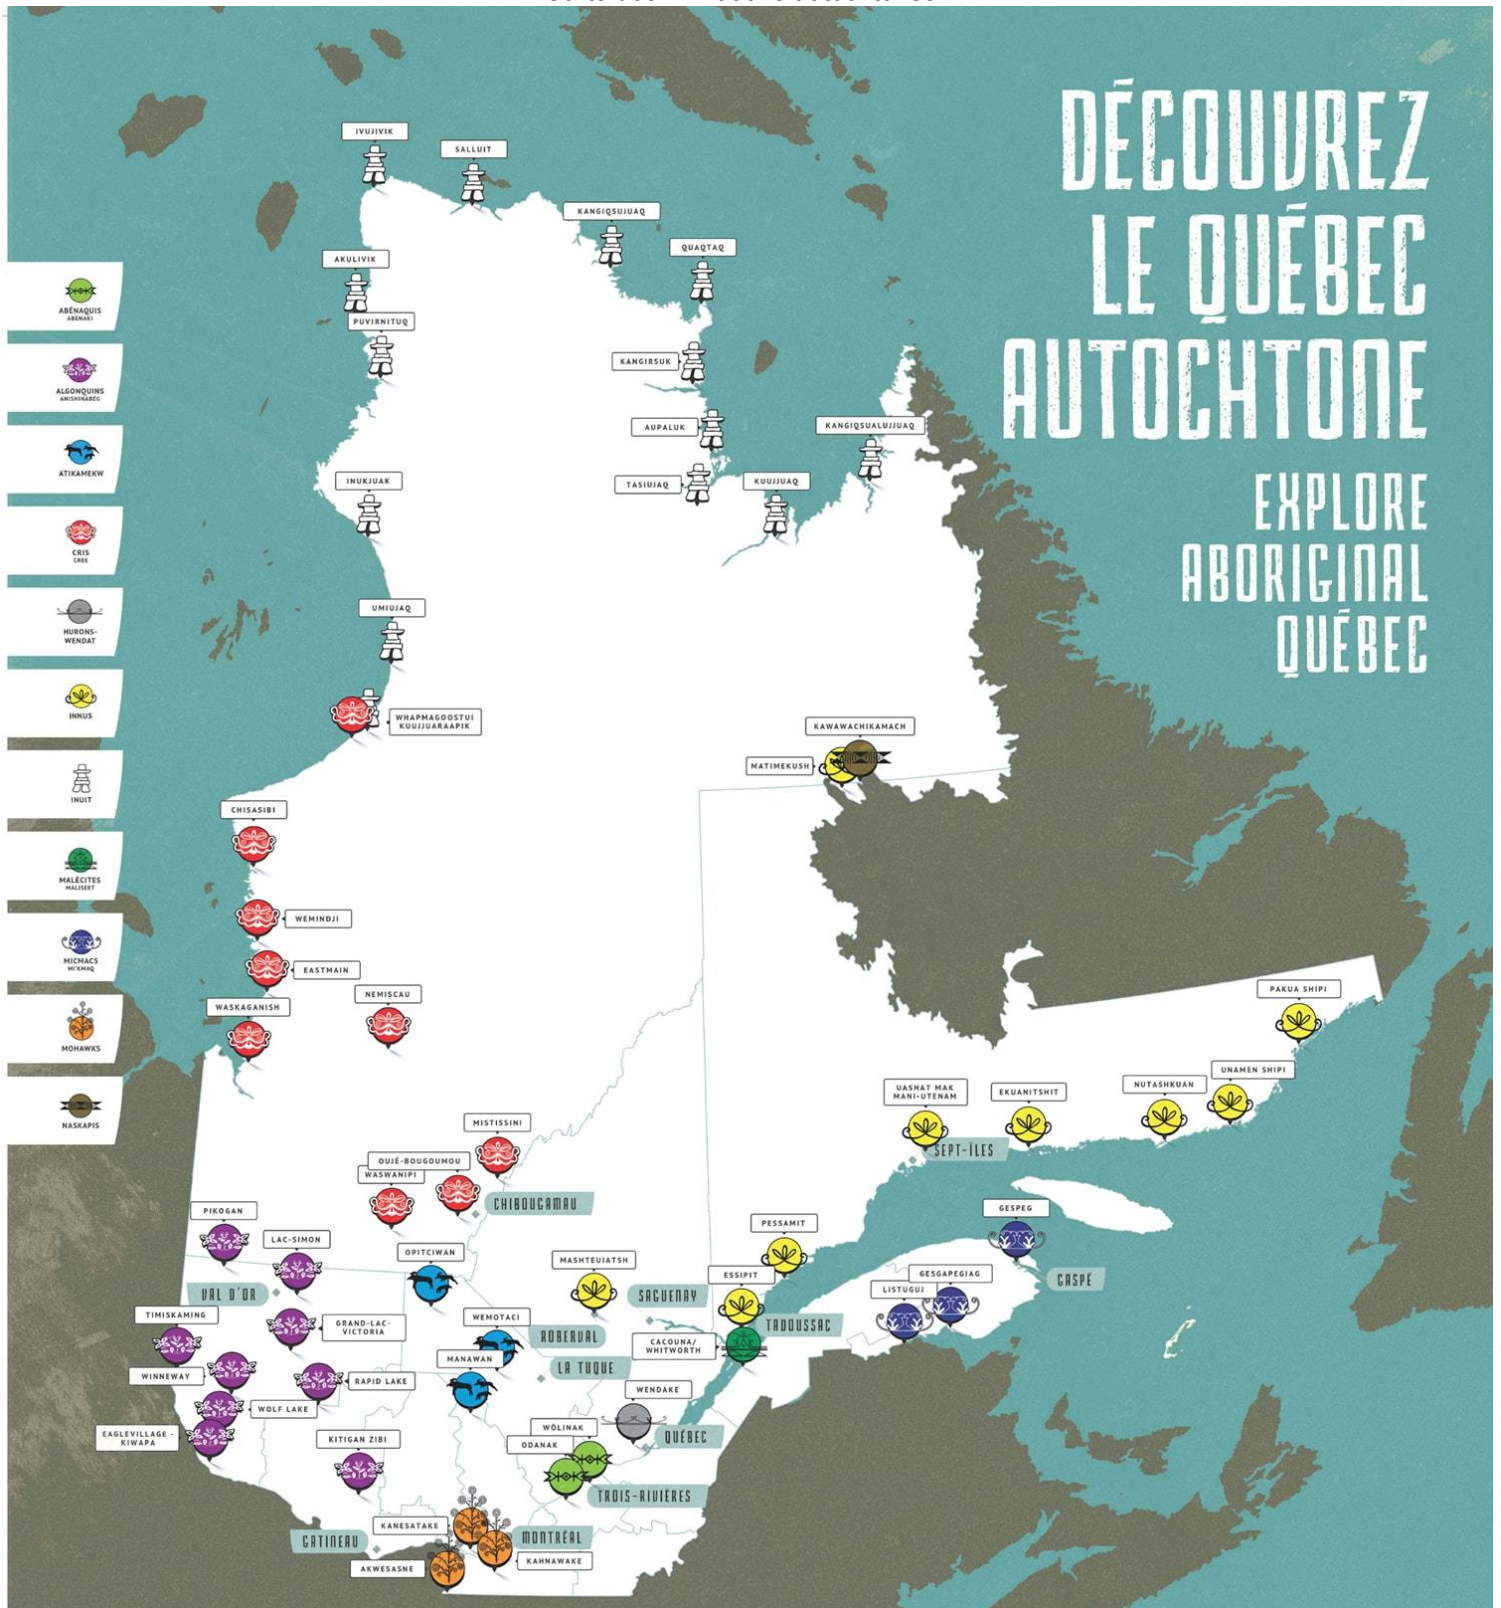 DÉCOUVREZ
LE QUÉBEC
AUTOCHTONE
EXPLORE
ABORIGINAL
QUÉBEC
ABÉNAQUIS
ABENAKI
ALGONQUINS
ANISHINABEG
ATIKAMEKW
CRIS
CREE
HURONS-
WENDAT
INNUS
INUIT
MALÉCITES
MALISEET
MICMACS
MI'KMAQ
MOHAWKS
NASKAPIS
IVUJIVIK
SALLUIT
KANGIQSUJUAQ
QUAQTAQ
AKULIVIK
PUVIRNITUQ
KANGIRSUK
AUPALUK
KANGIQSUALUJJUAQ
TASIUJAQ
KUUJJUAQ
INUKJUAK
UMIUJAQ
WHAPMAGOOSTUI
KUUJJUARAAPIK
KAWAWACHIKAMACH
MATIMEKUSH
CHISASIBI
WEMINDJI
EASTMAIN
NEMISCAU
WASKAGANISH
PAKUA SHIPI
UNAMEN SHIPI
NUTASHKUAN
EKUANITSHIT
UASHAT MAK
MANI-UTENAM
SEPT-ÎLES
MISTISSINI
OUJÉ-BOUGOUMOU
WASWANIPI
CHIBOUGAMAU
PIKOGAN
LAC-SIMON
OPITCIWAN
MASHTEUIATSH
PESSAMIT
ESSIPIT
GESPEG
GESGAPEGIAG
LISTUGUJ
GASPÉ
VAL D'OR
SAGUENAY
TADOUSSAC
TIMISKAMING
GRAND-LAC-
VICTORIA
WEMOTACI
ROBERVAL
CACOUNA/
WHITWORTH
MANAWAN
LA TUQUE
WINNEWAY
RAPID LAKE
WOLF LAKE
WENDAKE
EAGLEVILLAGE -
KIWAPA
KITIGAN ZIBI
WÔLINAK
ODANAK
QUÉBEC
TROIS-RIVIÈRES
KANESATAKE
GATINEAU
MONTRÉAL
KAHNAWAKE
AKWESASNE